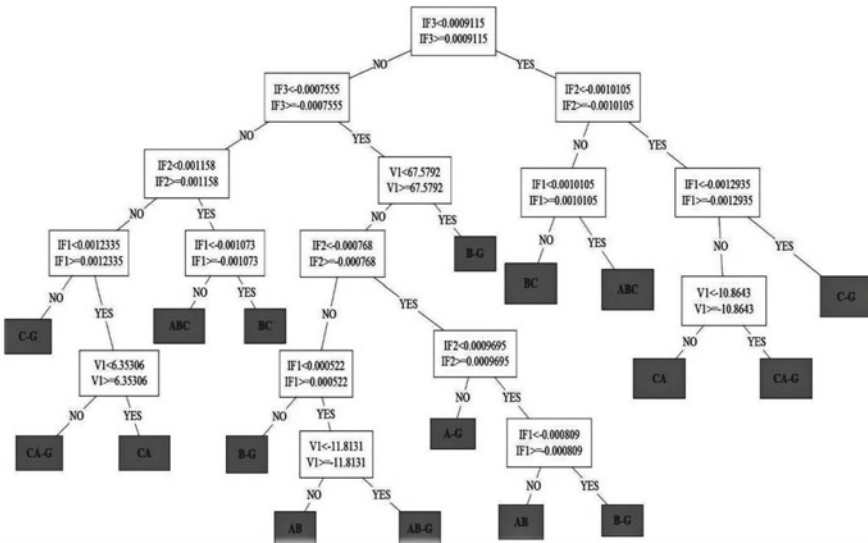 IF3<0.0009115
IF3>=0.0009115
NO
YES
IF3<-0.0007555
IF3>=-0.0007555
IF2<-0.0010105
IF2>=-0.0010105
NO
YES
NO
YES
IF2<0.001158
IF2>=0.001158
V1<67.5792
V1>=67.5792
IF1<0.0010105
IF1>=0.0010105
IF1<-0.0012935
IF1>=-0.0012935
NO
YES
NO
YES
NO
YES
NO
YES
IF1<0.0012335
IF1>=0.0012335
IF1<-0.001073
IF1>=-0.001073
IF2<-0.000768
IF2>=-0.000768
B-G
BC
ABC
V1<-10.8643
V1>=-10.8643
C-G
NO
YES
NO
YES
NO
YES
NO
YES
C-G
ABC
BC
V1<6.35306
V1>=6.35306
IF1<0.000522
IF1>=0.000522
IF2<0.0009695
IF2>=0.0009695
CA
CA-G
NO
YES
NO
YES
NO
YES
CA-G
CA
B-G
V1<-11.8131
V1>=-11.8131
A-G
IF1<-0.000809
IF1>=-0.000809
NO
YES
NO
YES
AB
AB-G
AB
B-G